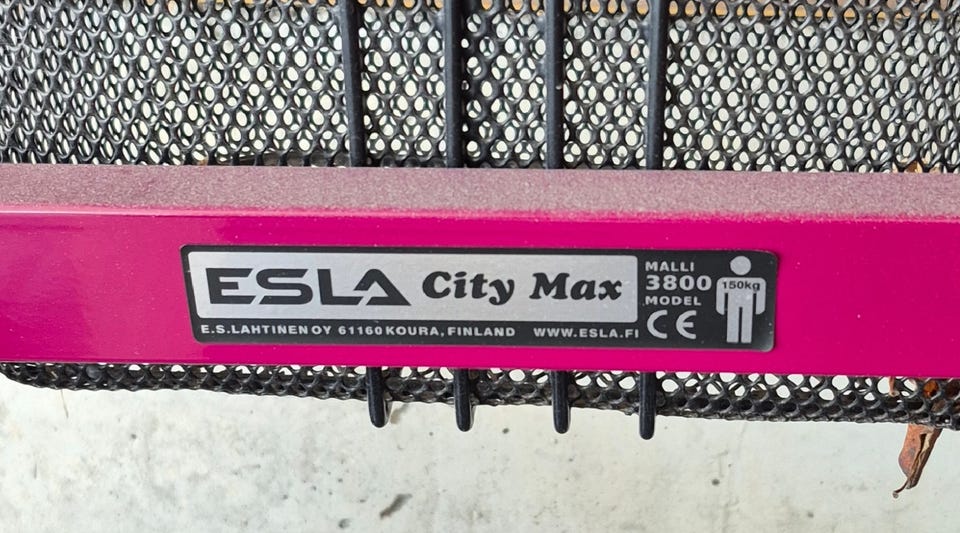 ESLA City Max
MALLI
3800
MODEL
150kg
E.S.LAHTINEN OY 61160 KOURA, FINLAND WWW.ESLA.FI
CE